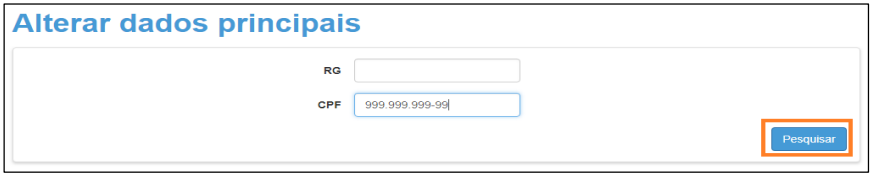 Alterar dados principais
RG
CPF 999.999.999-99
Pesquisar